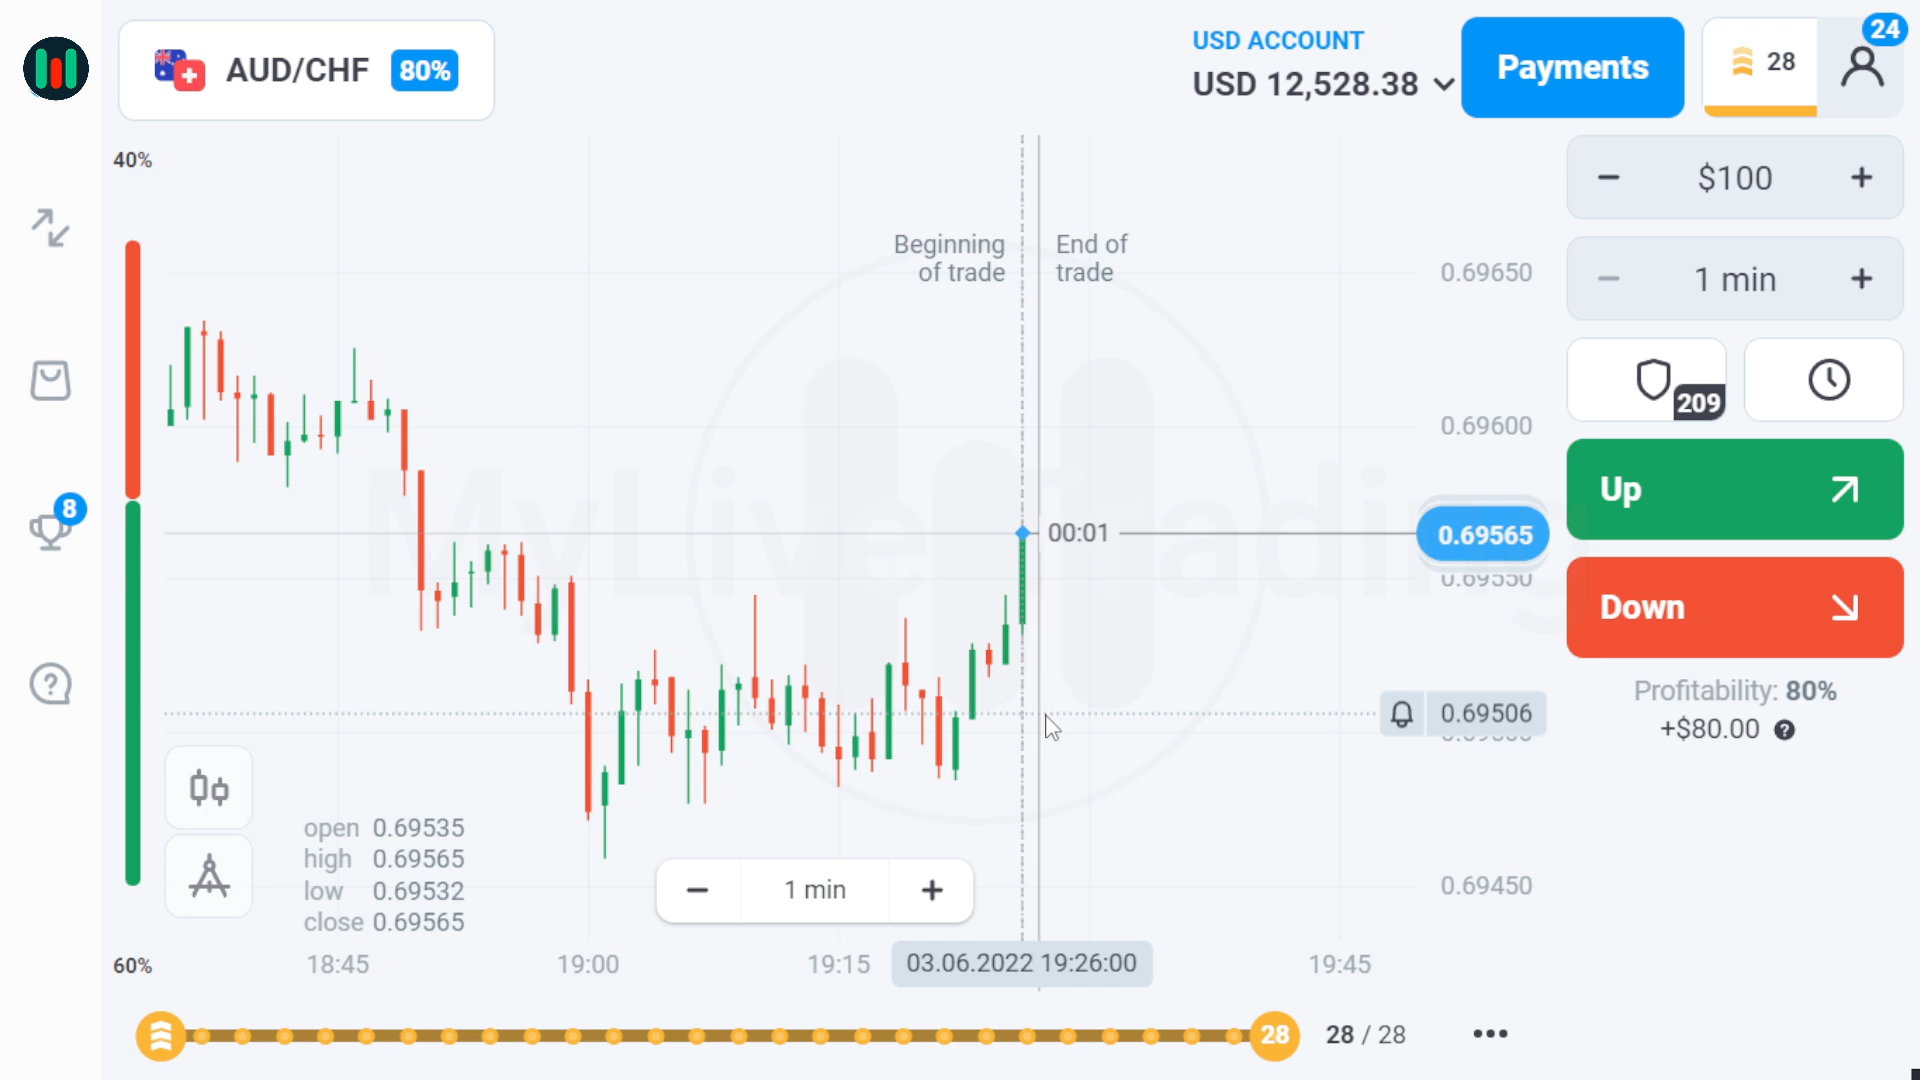 AUD/CHF 80%
USD ACCOUNT
USD 12,528.38
Payments
28
24
40%
$100
1 min
209
Up
Down
Profitability: 80%
+$80.00
Beginning
of trade
End of
trade
00:01
MyLiveTrading
0.69650
0.69600
0.69565
0.69550
0.69506
0.69450
8
open 0.69535
high 0.69565
low 0.69532
close 0.69565
1 min
60%
18:45 19:00 19:15 03.06.2022 19:26:00 19:45
28 28 / 28